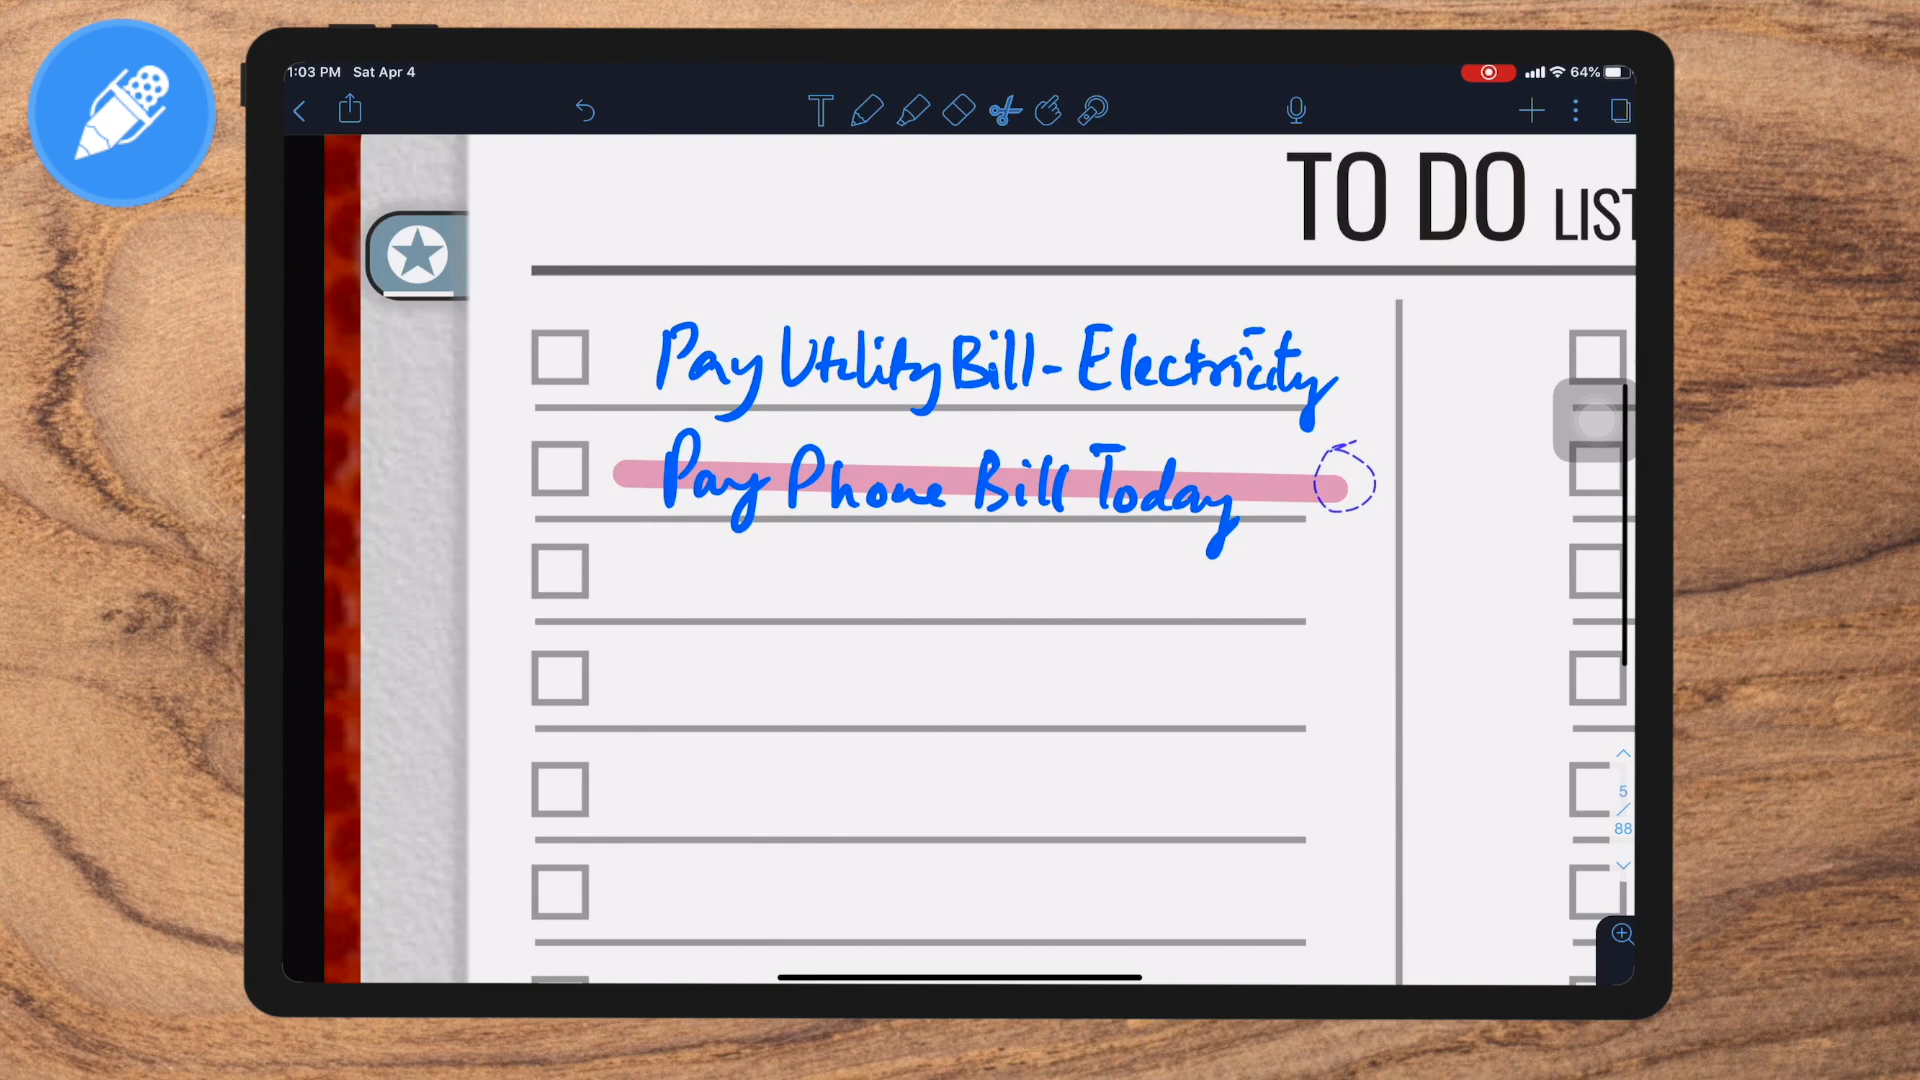 1:03 PM Sat Apr 4
64%
TO DO LIST
Pay Utility Bill - Electricity
Pay Phone Bill Today
5
/
88